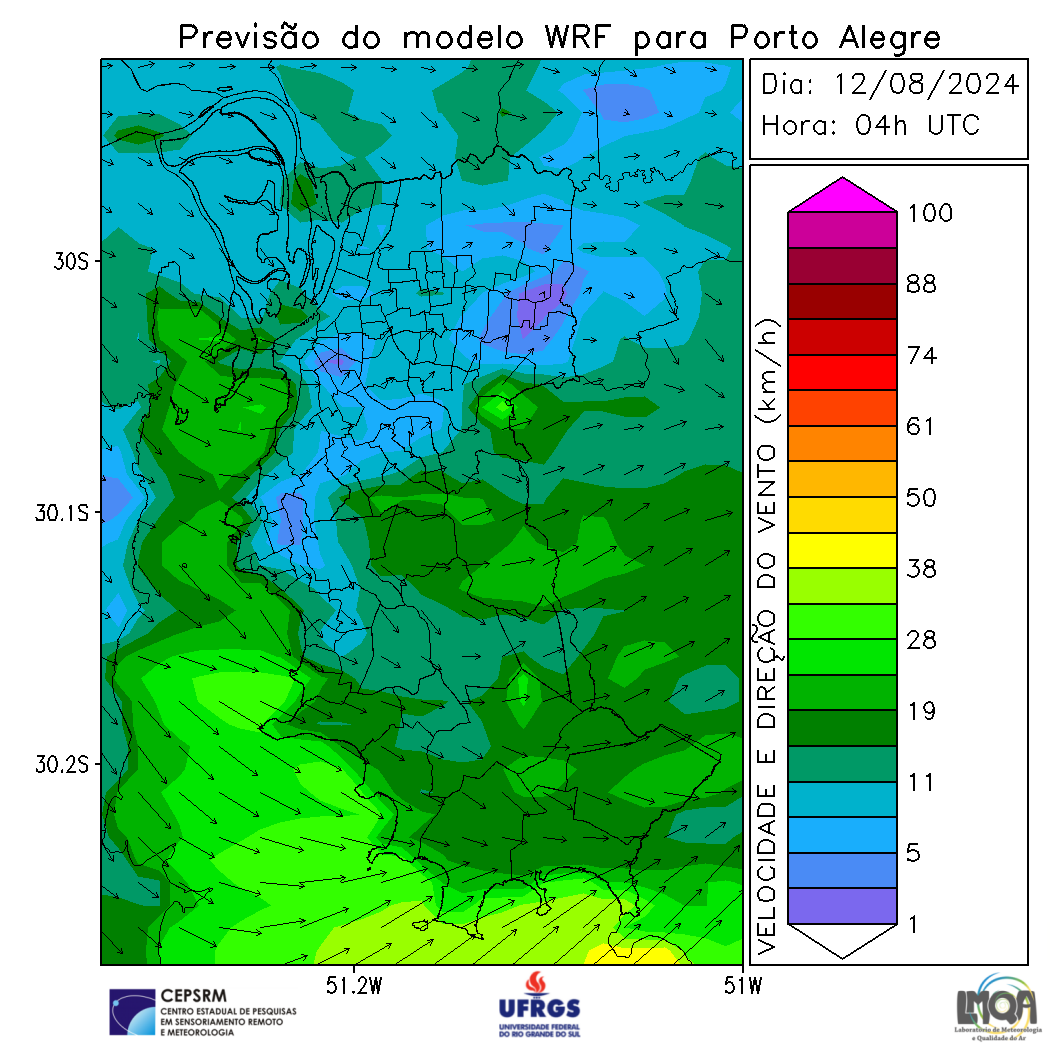 Previsão do modelo WRF para Porto Alegre
Dia: 12/08/2024
Hora: 04h UTC
30S
30.1S
30.2S
51.2W
51W
VELOCIDADE E DIREÇÃO DO VENTO (km/h)
100
88
74
61
50
38
28
19
11
5
1
CEPSRM
CENTRO ESTADUAL DE PESQUISAS
EM SENSORIAMENTO REMOTO
E METEOROLOGIA
UFRGS
UNIVERSIDADE FEDERAL
DO RIO GRANDE DO SUL
LMQA
Laboratório de Meteorologia
e Qualidade do Ar